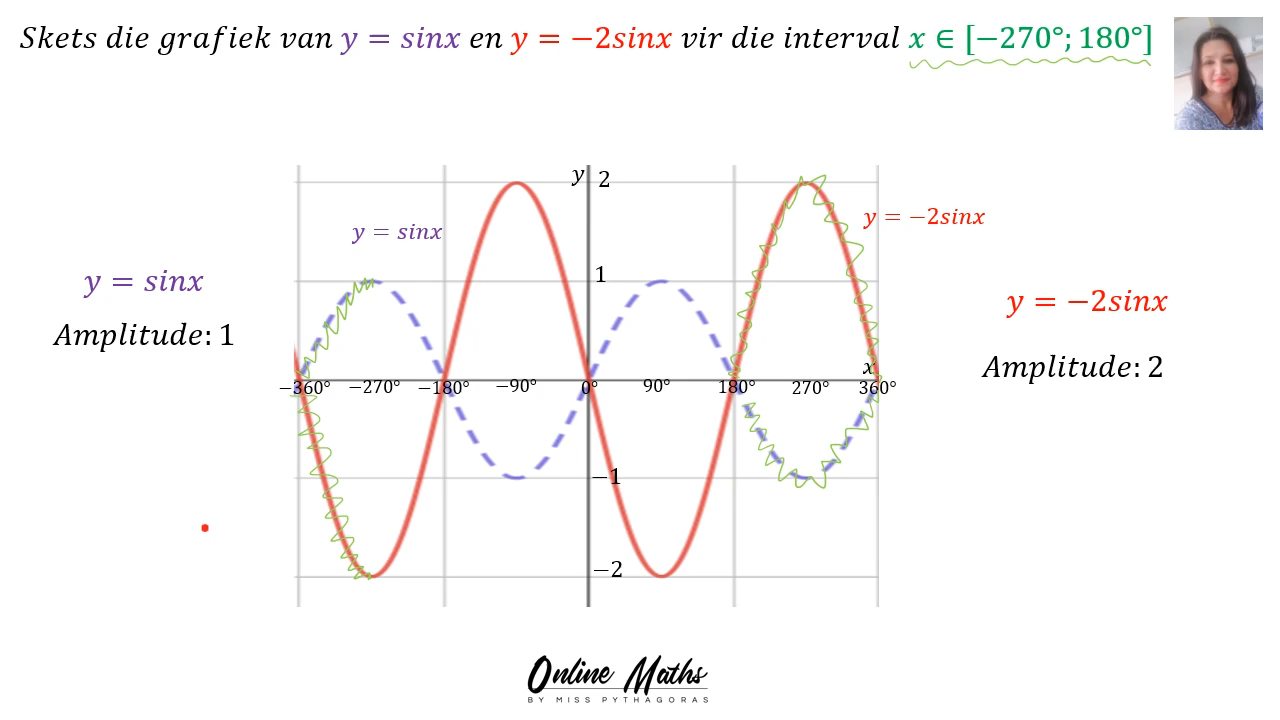 Skets die grafiek van y = sinx en y = −2sinx vir die interval x ∈ [−270°; 180°]
y
2
y = −2sinx
y = sinx
1
y = sinx
y = −2sinx
Amplitude: 1
x
Amplitude: 2
−360° −270° −180° −90° 0° 90° 180° 270° 360°
−1
−2
Online Maths
BY MISS PYTHAGORAS